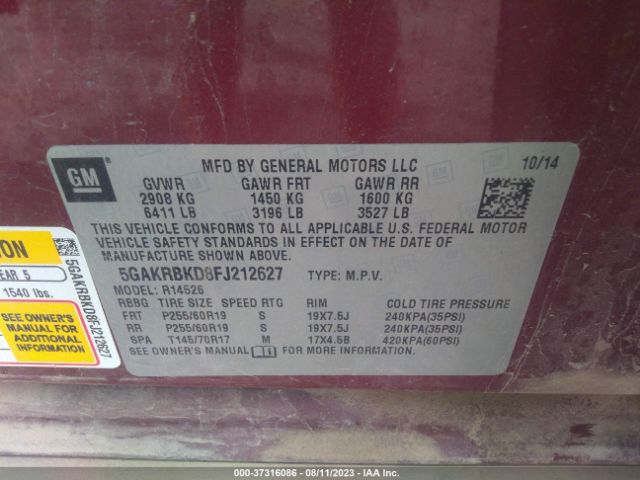 GM
MFD BY GENERAL MOTORS LLC 10/14
GVWR GAWR FRT GAWR RR
2908 KG 1450 KG 1600 KG
6411 LB 3196 LB 3527 LB
THIS VEHICLE CONFORMS TO ALL APPLICABLE U.S. FEDERAL MOTOR
VEHICLE SAFETY STANDARDS IN EFFECT ON THE DATE OF
MANUFACTURE SHOWN ABOVE.
5GAKRBKD8FJ212627 TYPE: M.P.V.
MODEL: R14526
RBBG TIRE SIZE SPEED RTG RIM COLD TIRE PRESSURE
FRT P255/60R19 S 19X7.5J 240KPA(35PSI)
RR P255/60R19 S 19X7.5J 240KPA(35PSI)
SPA T145/70R17 M 17X4.5B 420KPA(60PSI)
SEE OWNER'S MANUAL FOR MORE INFORMATION.
EAR 5
1540 lbs.
SEE OWNER'S
MANUAL FOR
ADDITIONAL
INFORMATION
5GAKRBKD8FJ212627
000-37316086 - 08/11/2023 - IAA Inc.